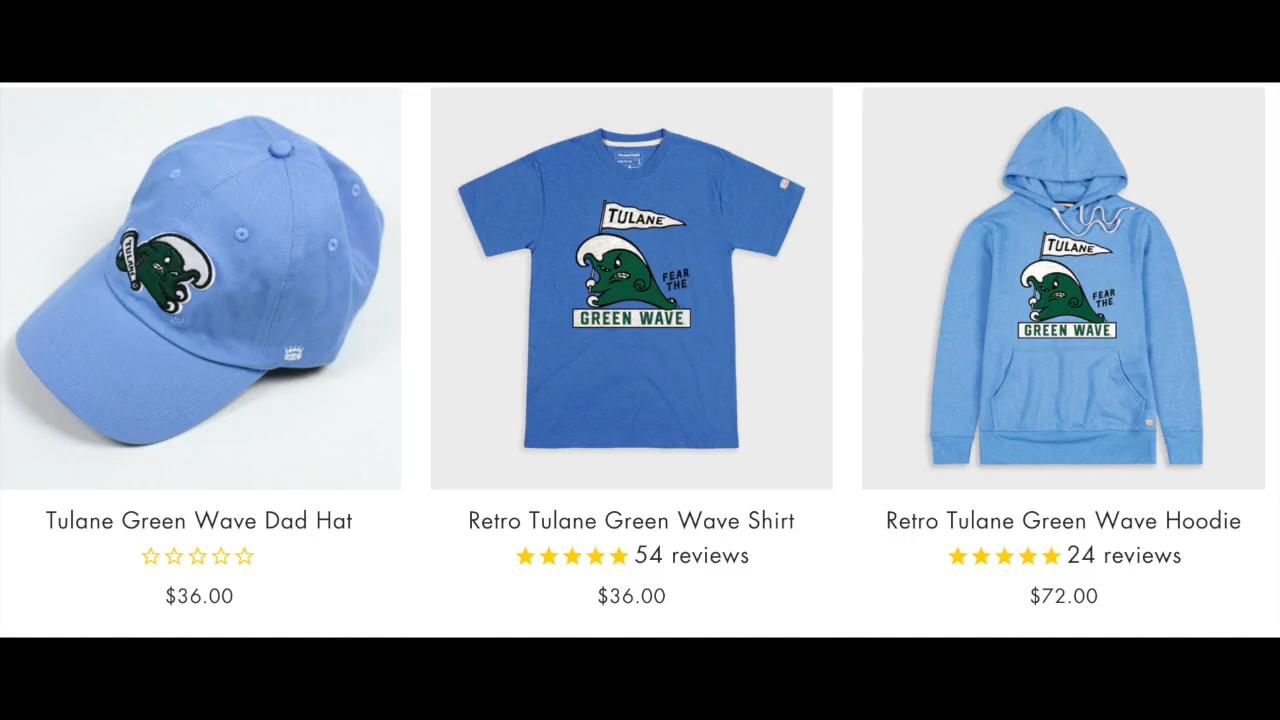 TULANE
TULANE
FEAR
THE
GREEN WAVE
TULANE
FEAR
THE
GREEN WAVE
Tulane Green Wave Dad Hat
Retro Tulane Green Wave Shirt
Retro Tulane Green Wave Hoodie
54 reviews
24 reviews
$36.00
$36.00
$72.00